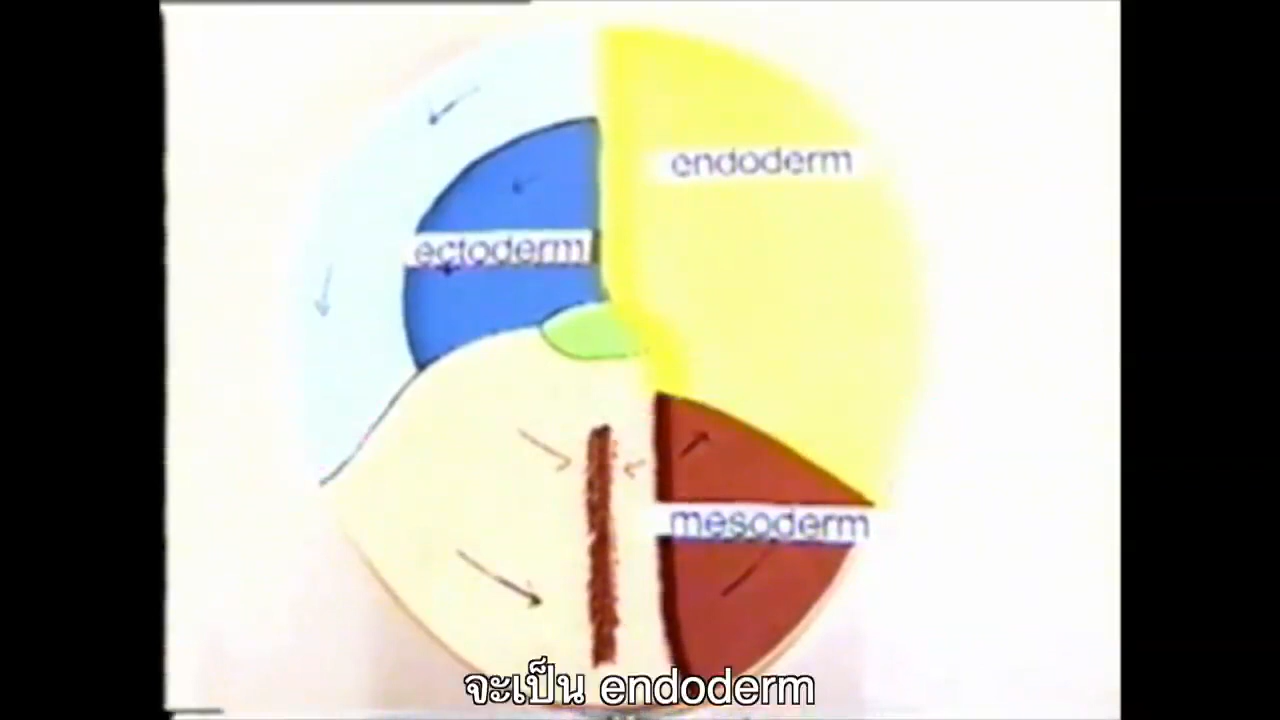 endoderm
ectoderm
mesoderm
จะเป็น endoderm